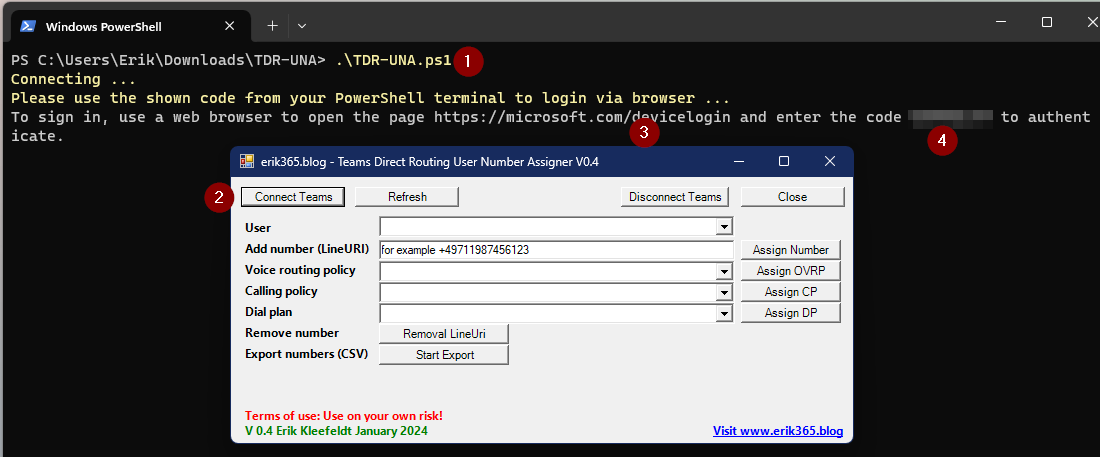 Windows PowerShell
PS C:\Users\Erik\Downloads\TDR-UNA> .\TDR-UNA.ps1 1
Connecting ...
Please use the shown code from your PowerShell terminal to login via browser ...
To sign in, use a web browser to open the page https://microsoft.com/devicelogin and enter the code to authent
icate.
3 4
erik365.blog - Teams Direct Routing User Number Assigner V0.4
2 Connect Teams Refresh Disconnect Teams Close
User
Add number (LineURI) for example +49711987456123 Assign Number
Voice routing policy Assign OVRP
Calling policy Assign CP
Dial plan Assign DP
Remove number Removal LineUri
Export numbers (CSV) Start Export
Terms of use: Use on your own risk!
V 0.4 Erik Kleefeldt January 2024 Visit www.erik365.blog